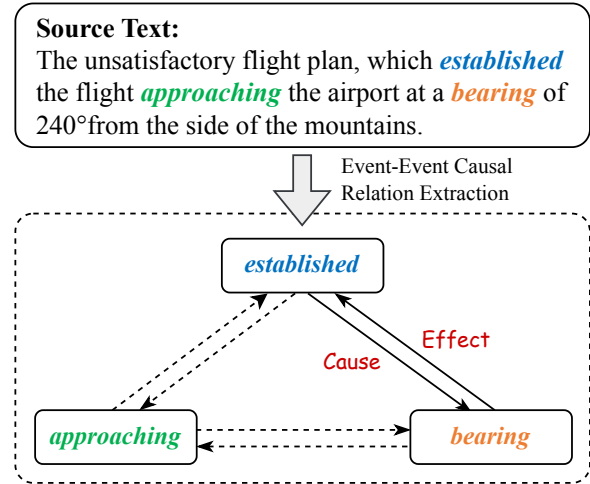 Source Text:
The unsatisfactory flight plan, which established
the flight approaching the airport at a bearing of
240°from the side of the mountains.
Event-Event Causal
Relation Extraction
established
Effect
Cause
approaching
bearing